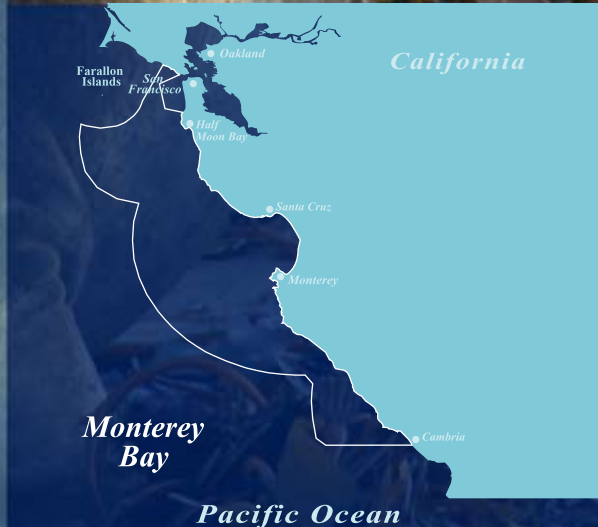 Oakland
California
Farallon
Islands
San
Francisco
Half
Moon Bay
Santa Cruz
Monterey
Monterey
Bay
Cambria
Pacific Ocean